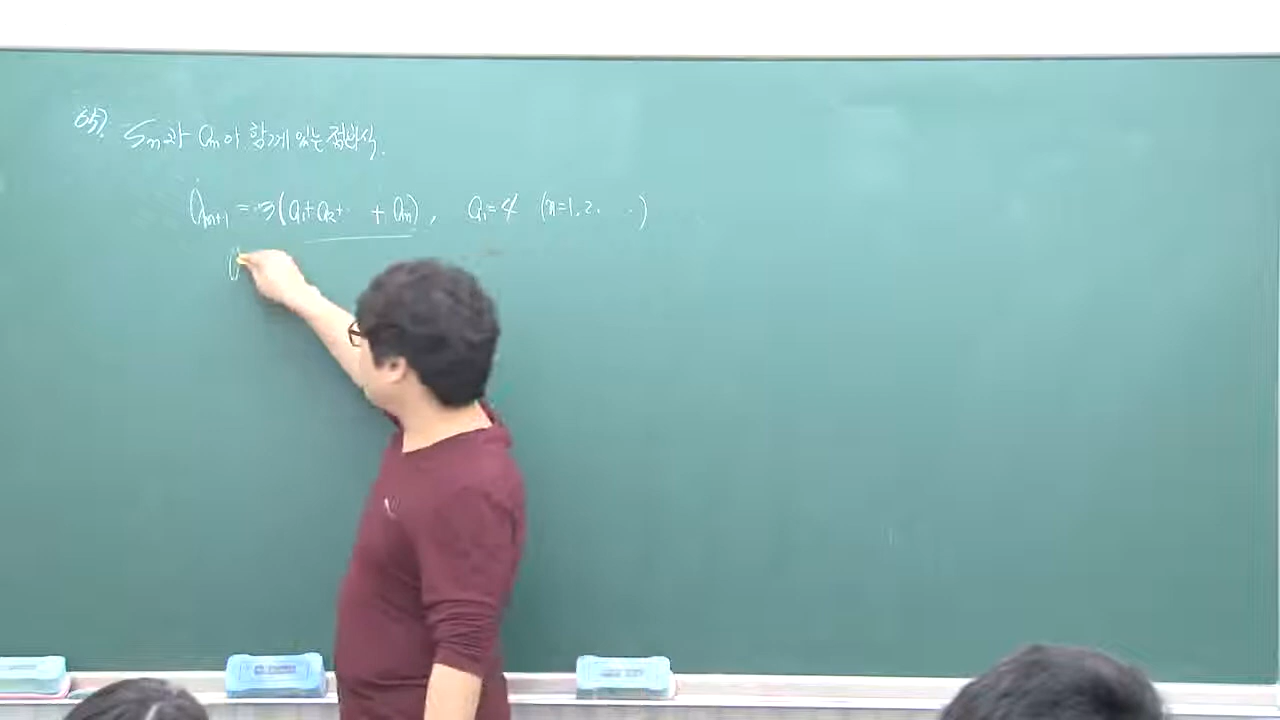 65). Sn과 an이 함께 있는 점화식.
an+1 = 3(a1+a2+ ⋯ + an), a1=4 (n=1, 2, ⋯)
a